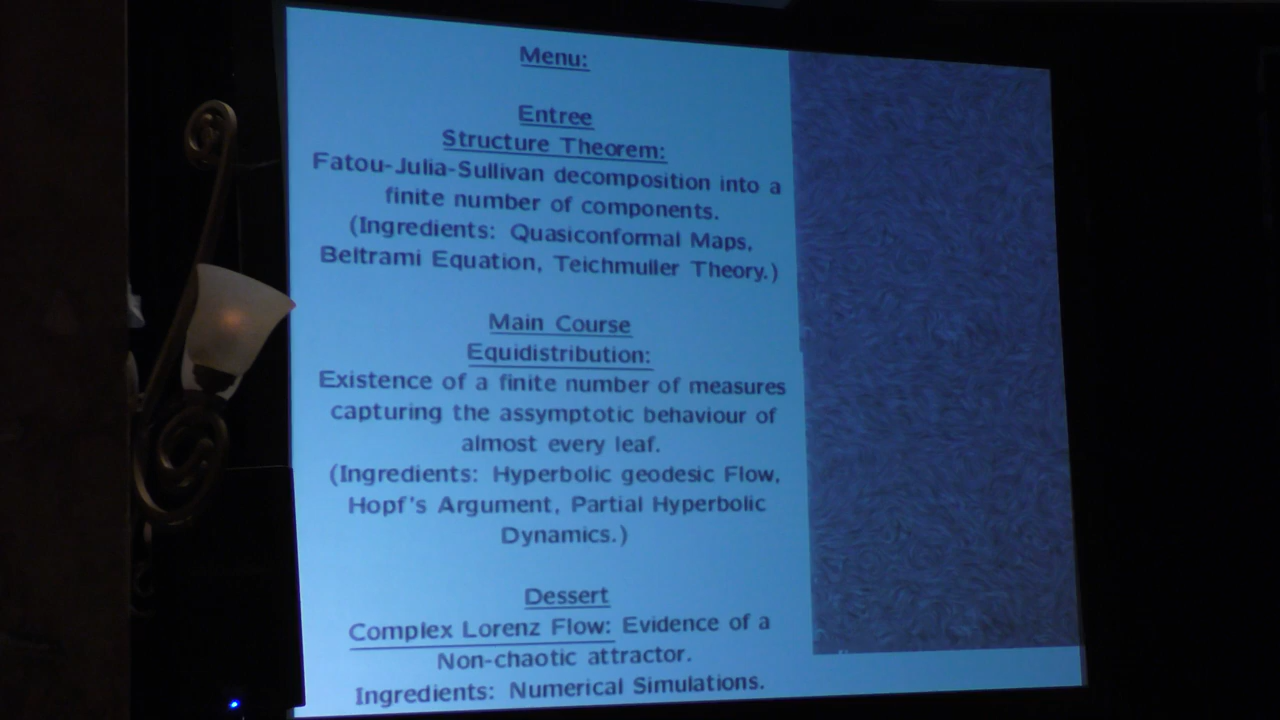 Menu:
Entree
Structure Theorem:
Fatou-Julia-Sullivan decomposition into a
finite number of components.
(Ingredients: Quasiconformal Maps,
Beltrami Equation, Teichmuller Theory.)
Main Course
Equidistribution:
Existence of a finite number of measures
capturing the assymptotic behaviour of
almost every leaf.
(Ingredients: Hyperbolic geodesic Flow,
Hopf's Argument, Partial Hyperbolic
Dynamics.)
Dessert
Complex Lorenz Flow: Evidence of a
Non-chaotic attractor.
Ingredients: Numerical Simulations.